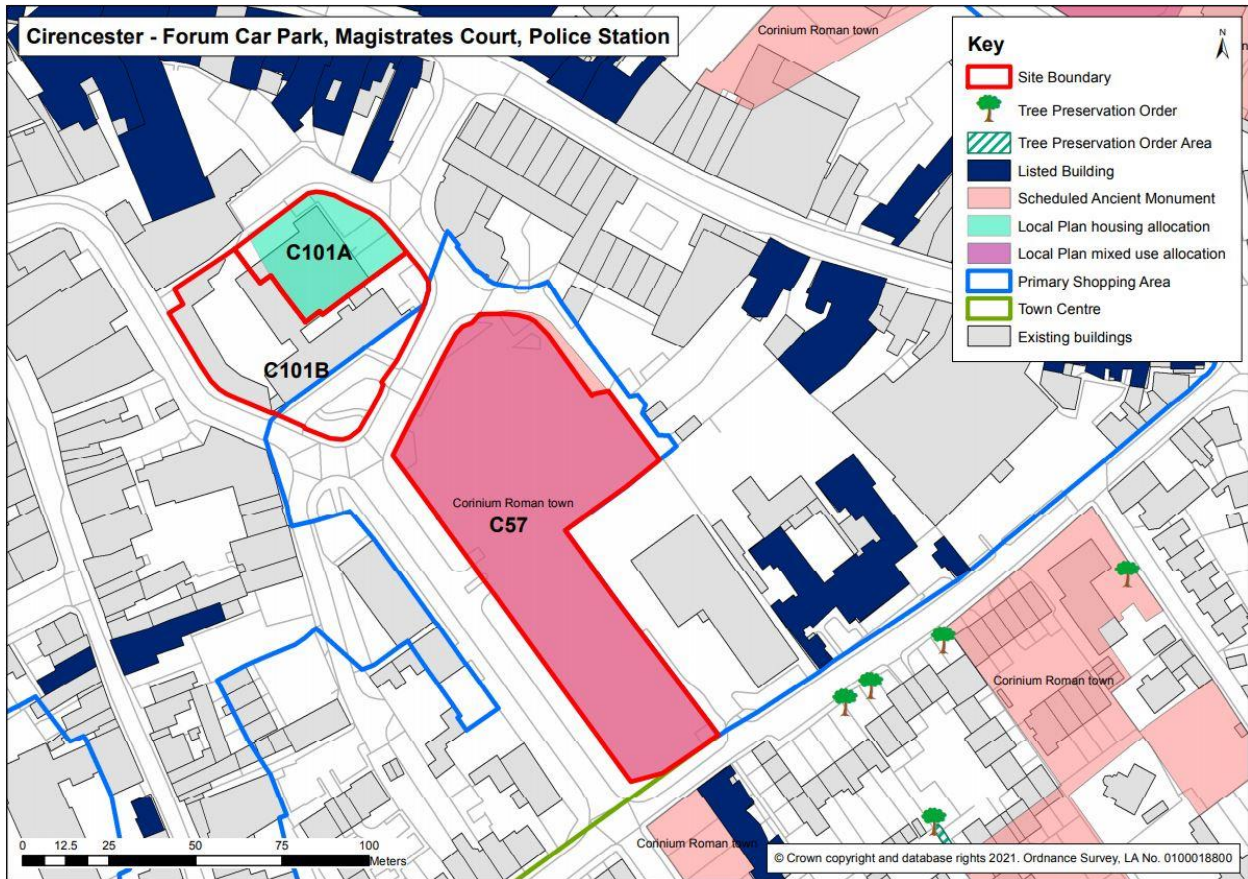 Cirencester - Forum Car Park, Magistrates Court, Police Station
Corinium Roman town
Key
N
Site Boundary
Tree Preservation Order
Tree Preservation Order Area
Listed Building
Scheduled Ancient Monument
Local Plan housing allocation
Local Plan mixed use allocation
Primary Shopping Area
Town Centre
Existing buildings
C101A
C101B
Corinium Roman town
C57
Corinium Roman town
Corinium Roman town
0 12.5 25 50 75 100
Meters
© Crown copyright and database rights 2021. Ordnance Survey, LA No. 0100018800